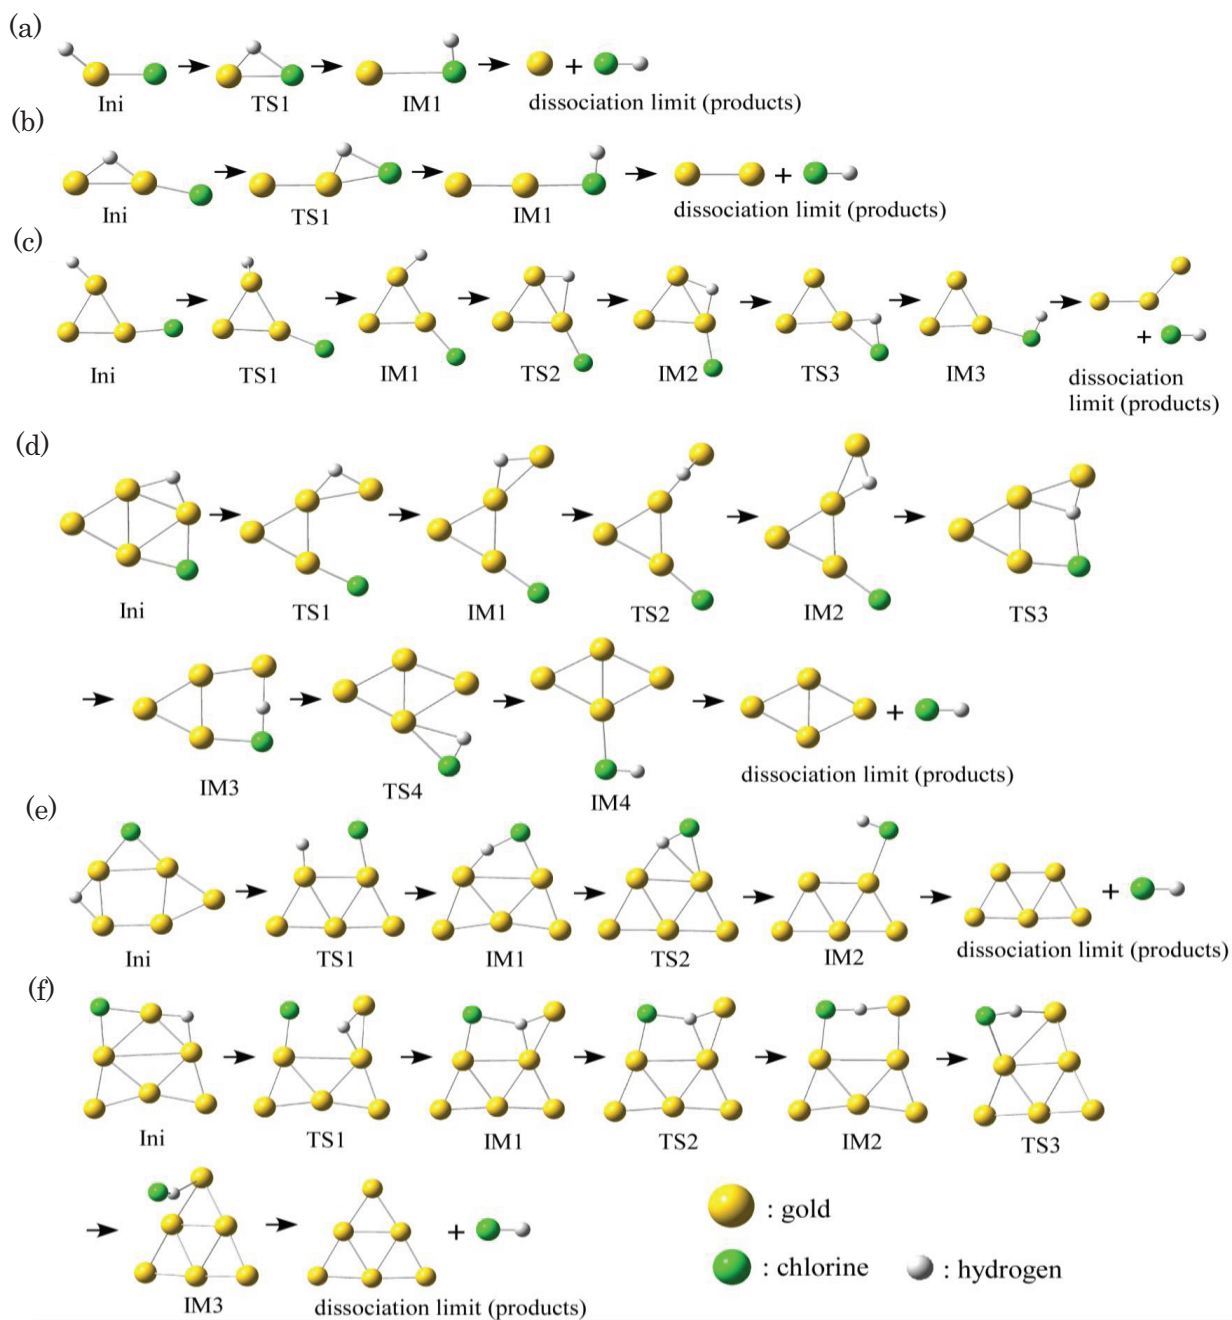 (a)
Ini TS1 IM1 dissociation limit (products)
+
(b)
Ini TS1 IM1 dissociation limit (products)
+
(c)
Ini TS1 IM1 TS2 IM2 TS3 IM3 dissociation
limit (products)
+
(d)
Ini TS1 IM1 TS2 IM2 TS3
IM3 TS4 IM4 dissociation limit (products)
+
(e)
Ini TS1 IM1 TS2 IM2 dissociation limit (products)
+
(f)
Ini TS1 IM1 TS2 IM2 TS3
IM3 dissociation limit (products)
+
: gold
: chlorine : hydrogen